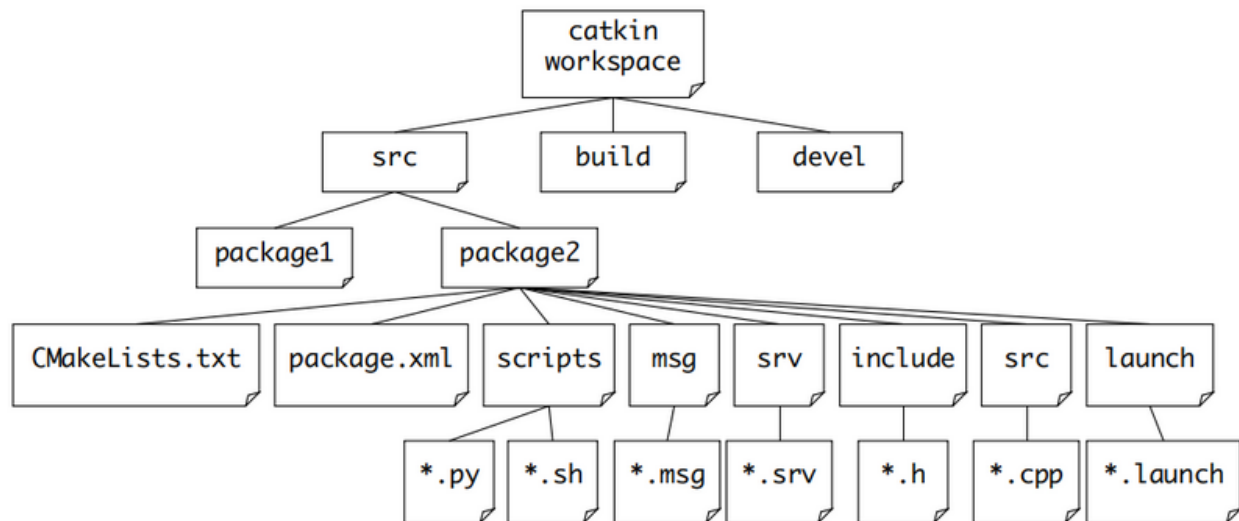 catkin
workspace
src
build
devel
package1
package2
CMakeLists.txt
package.xml
scripts
msg
srv
include
src
launch
*.py
*.sh
*.msg
*.srv
*.h
*.cpp
*.launch